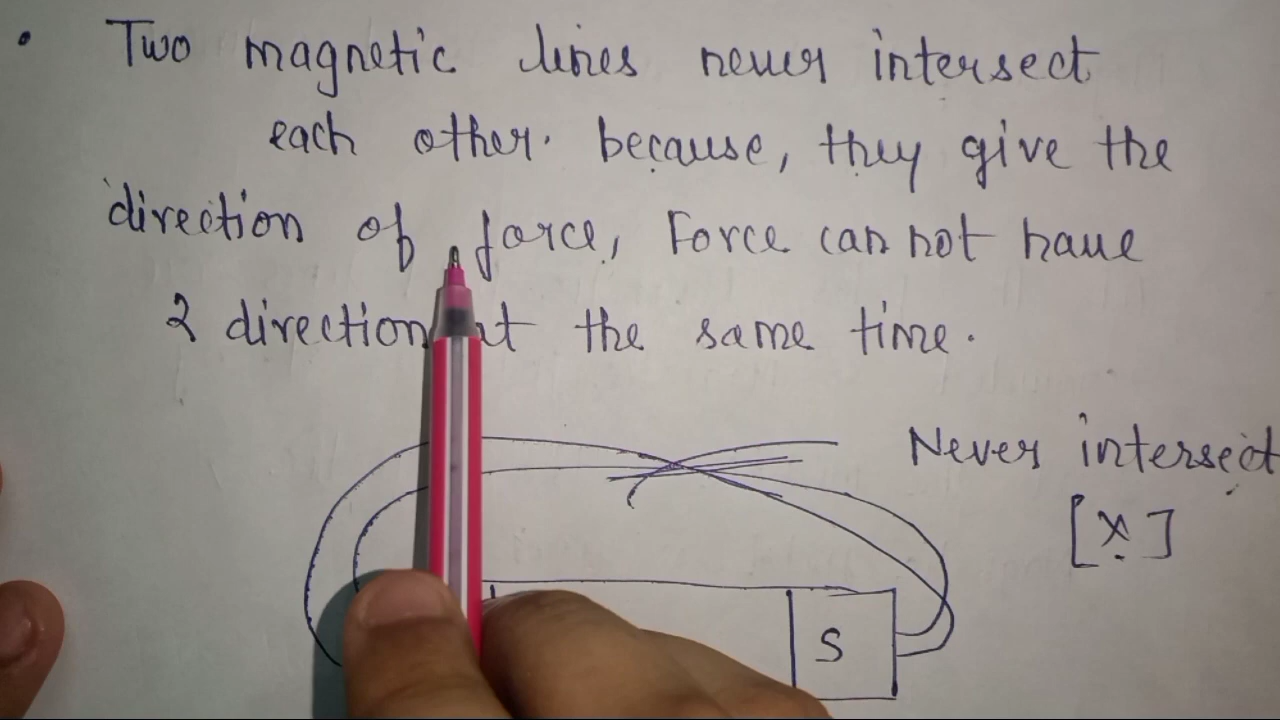 Two magnetic lines never intersect
each other. because, they give the
direction of force, Force can not have
2 direction at the same time.
Never intersect
[x]
S